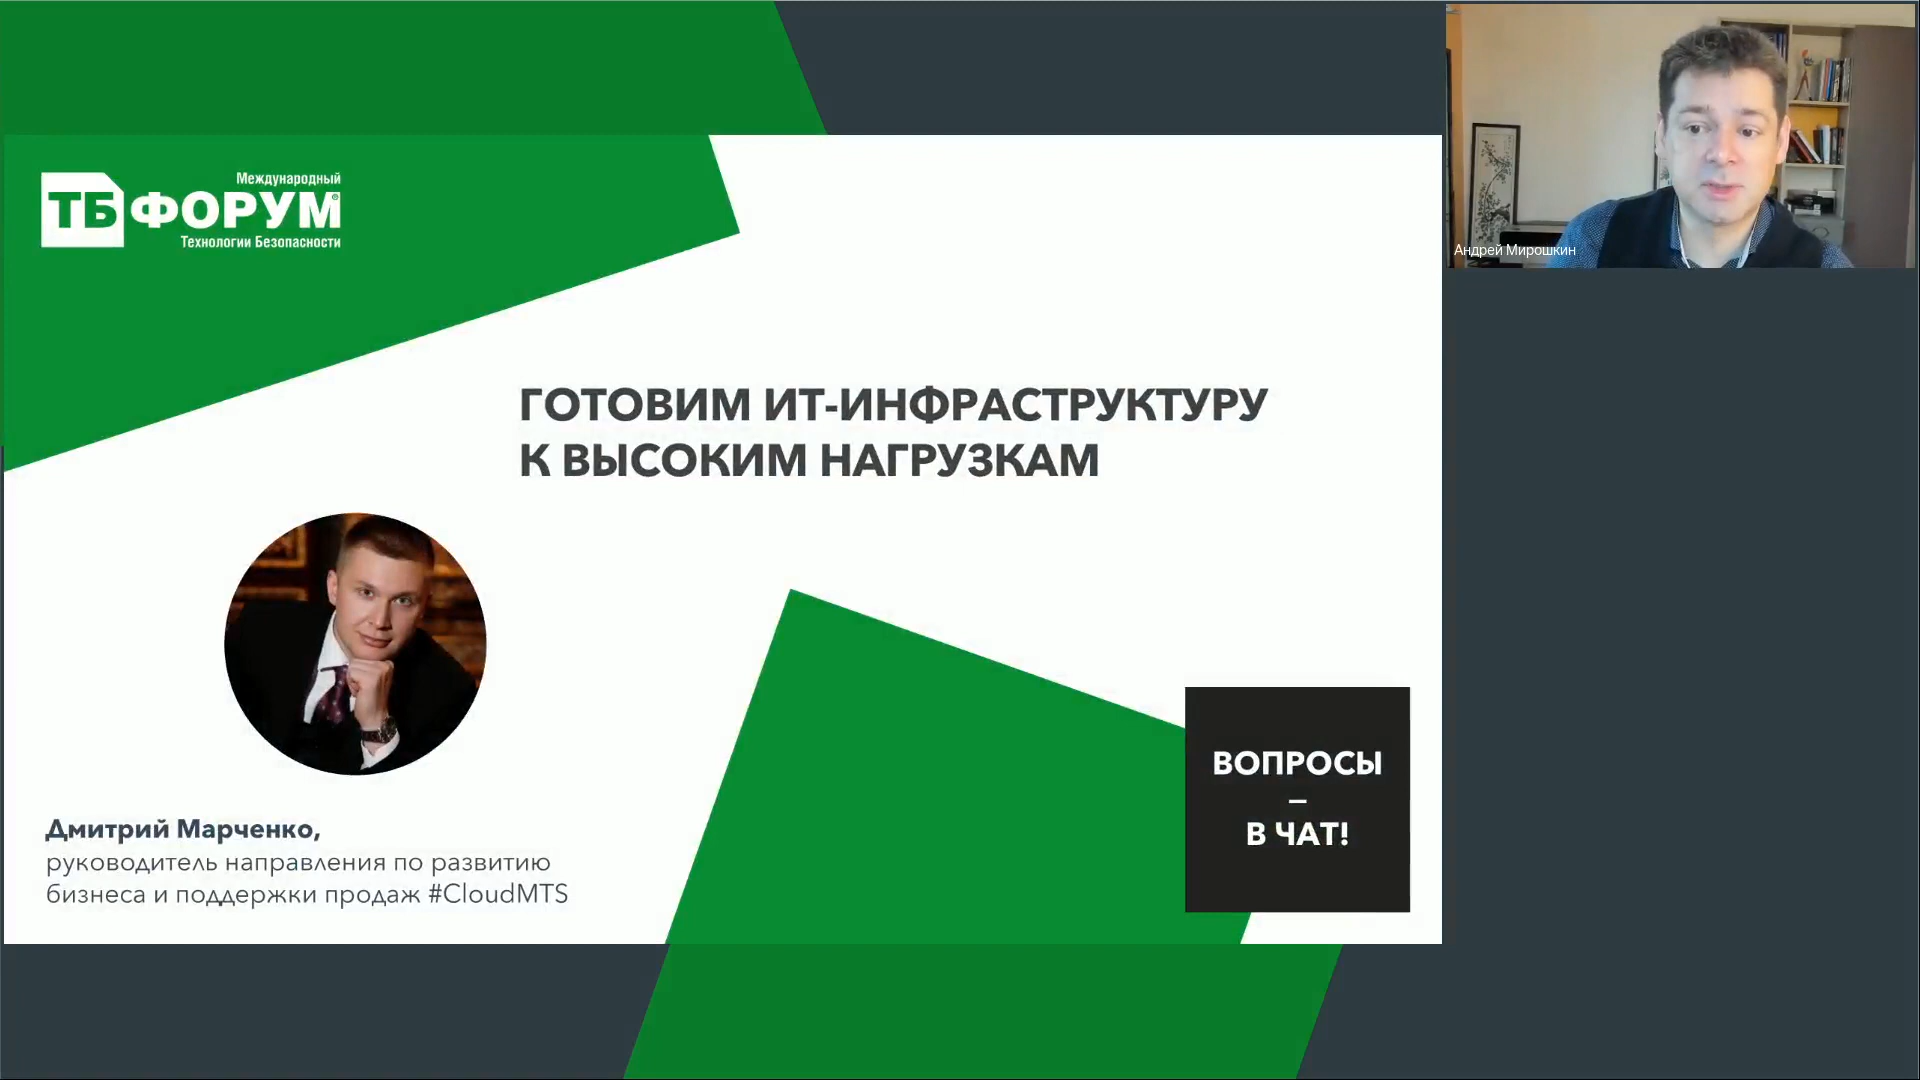 Международный
ТБ ФОРУМ
Технологии Безопасности
Андрей Мирошкин
ГОТОВИМ ИТ-ИНФРАСТРУКТУРУ
К ВЫСОКИМ НАГРУЗКАМ
Дмитрий Марченко,
руководитель направления по развитию
бизнеса и поддержки продаж #CloudMTS
ВОПРОСЫ
–
В ЧАТ!